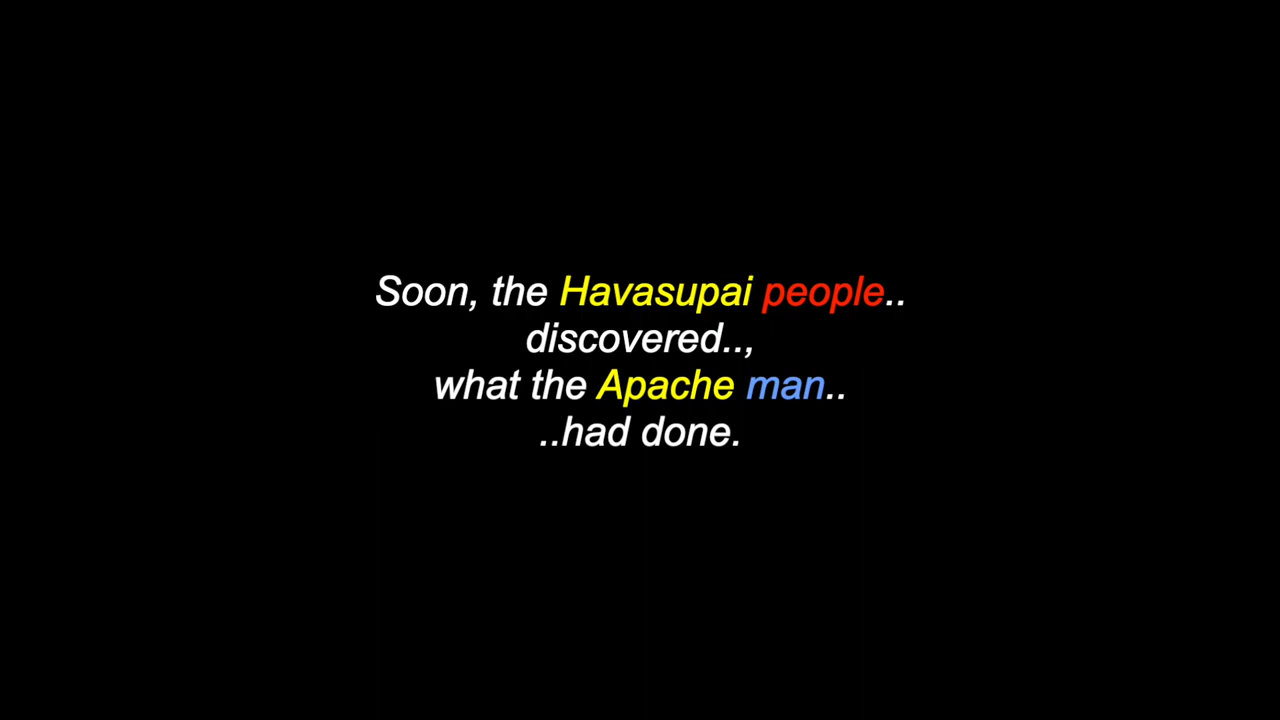 Soon, the Havasupai people..
discovered..,
what the Apache man..
..had done.